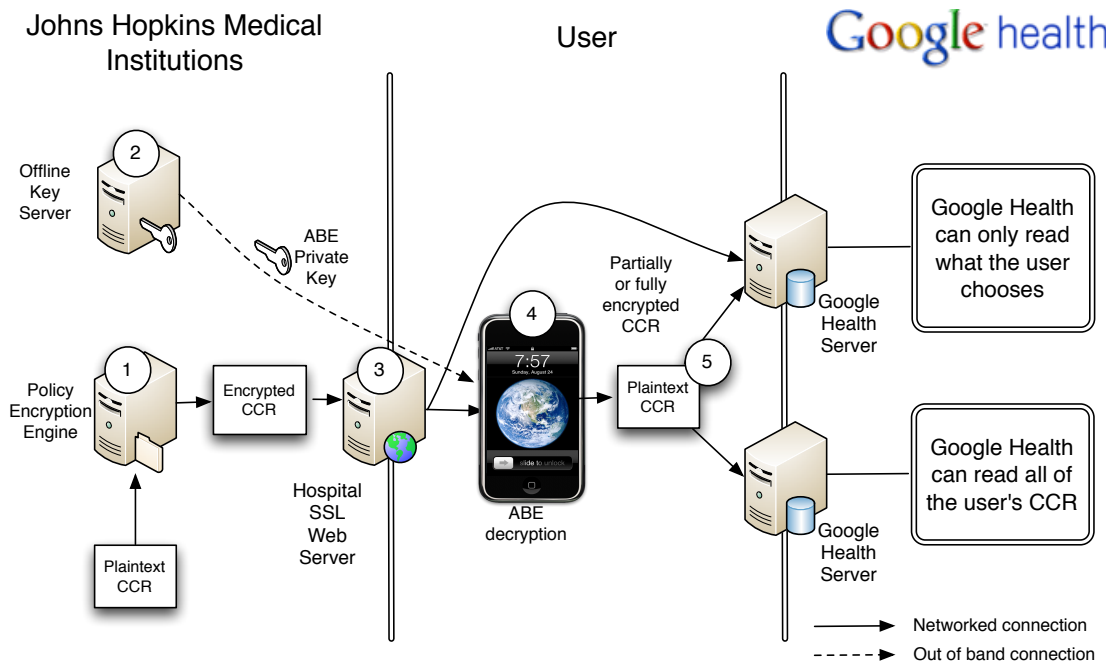 Johns Hopkins Medical
Institutions
User
Google health
2
Offline
Key
Server
ABE
Private
Key
Partially
or fully
encrypted
CCR
Google Health
can only read
what the user
chooses
Google
Health
Server
1
Policy
Encryption
Engine
Encrypted
CCR
3
4
7:57
Sunday, August 24
slide to unlock
5
Plaintext
CCR
Google Health
can read all of
the user's CCR
Hospital
SSL
Web
Server
ABE
decryption
Google
Health
Server
Plaintext
CCR
Networked connection
Out of band connection